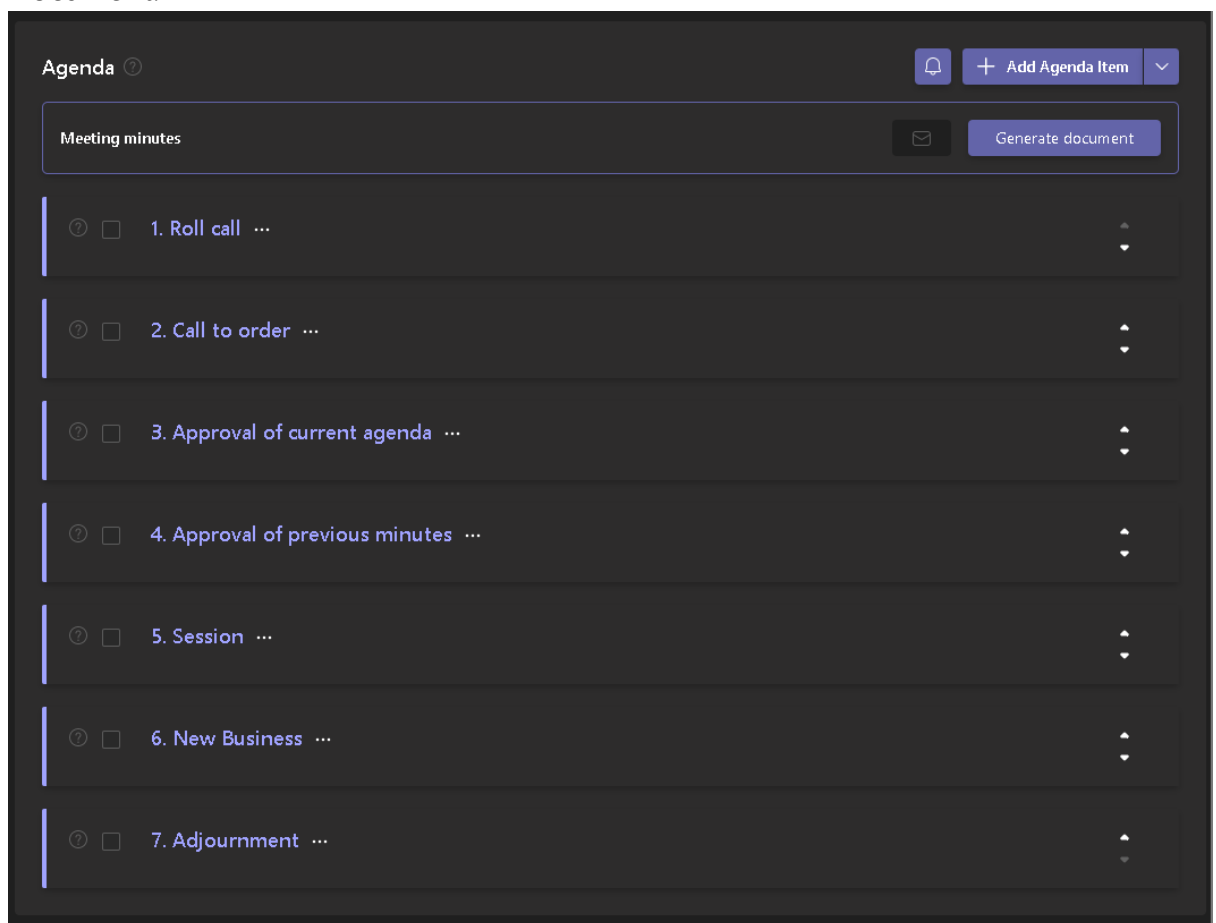 Agenda
Add Agenda Item
Meeting minutes
Generate document
1. Roll call ...
2. Call to order ...
3. Approval of current agenda ...
4. Approval of previous minutes ...
5. Session ...
6. New Business ...
7. Adjournment ...